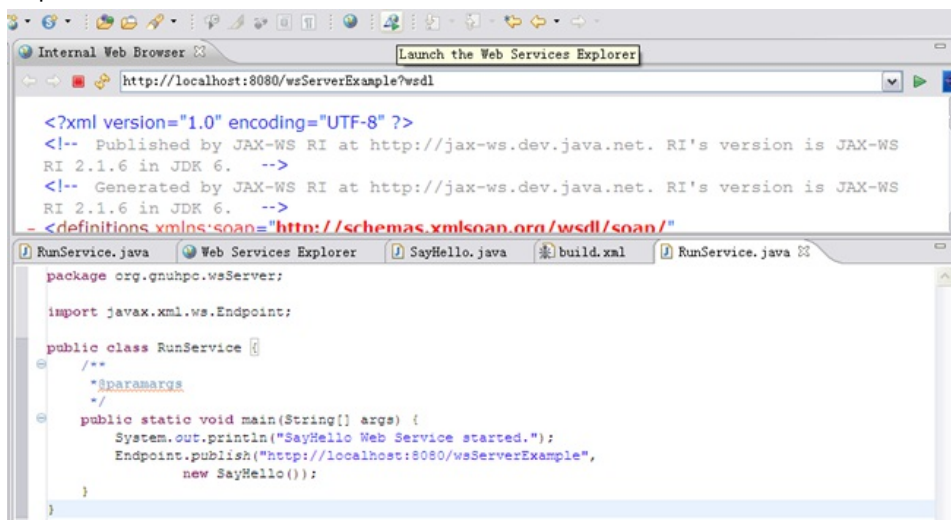 Internal Web Browser
Launch the Web Services Explorer
http://localhost:8080/wsServerExample?wsdl
<?xml version="1.0" encoding="UTF-8" ?>
<!-- Published by JAX-WS RI at http://jax-ws.dev.java.net. RI's version is JAX-WS
RI 2.1.6 in JDK 6. -->
<!-- Generated by JAX-WS RI at http://jax-ws.dev.java.net. RI's version is JAX-WS
RI 2.1.6 in JDK 6. -->
- <definitions xmlns:soap="http://schemas.xmlsoap.org/wsdl/soap/"
RunService.java Web Services Explorer SayHello.java build.xml RunService.java
package org.gnuhpc.wsServer;
import javax.xml.ws.Endpoint;
public class RunService {
/**
*@paramargs
*/
public static void main(String[] args) {
System.out.println("SayHello Web Service started.");
Endpoint.publish("http://localhost:8080/wsServerExample",
new SayHello());
}
}